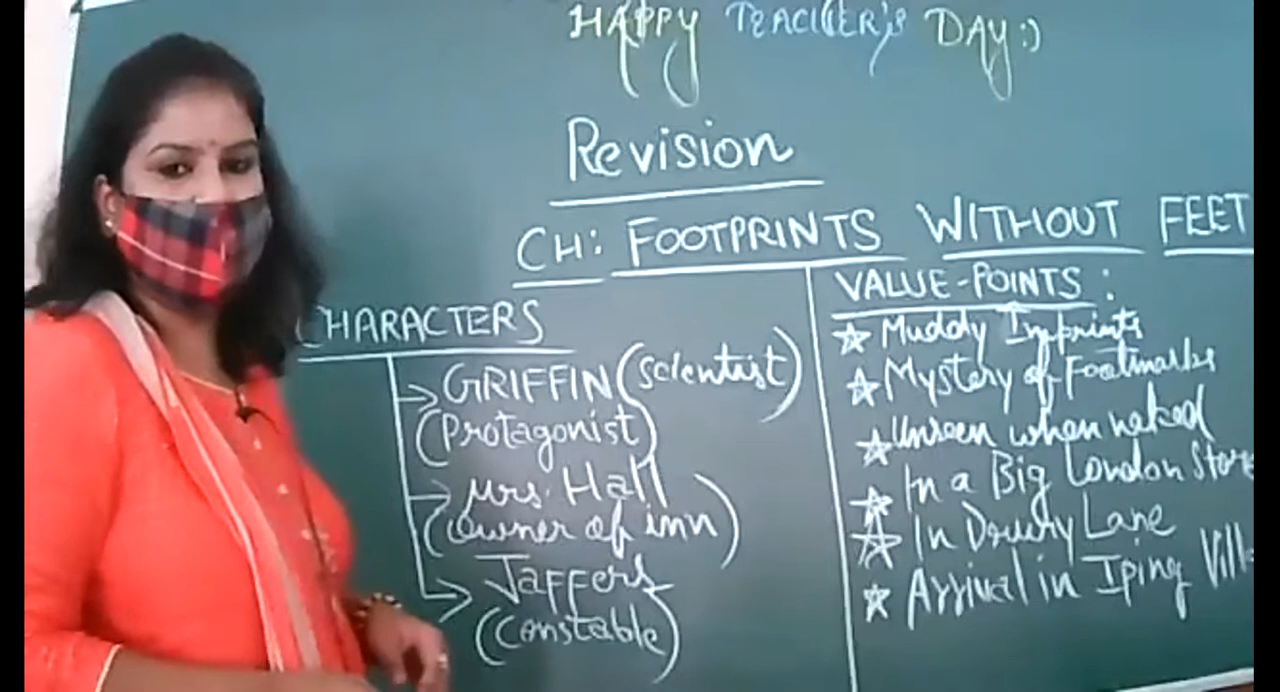 HAPPY TEACHER'S DAY :)
Revision
CH: FOOTPRINTS WITHOUT FEET
CHARACTERS
GRIFFIN (Scientist)
(Protagonist)
Mrs. Hall
(Owner of inn)
Jaffers
(Constable)
VALUE-POINTS :
☆ Muddy Imprints
☆ Mystery of Footmarks
☆ Unseen when naked
☆ In a Big London Store
☆ In Drury Lane
☆ Arrival in Iping Vill